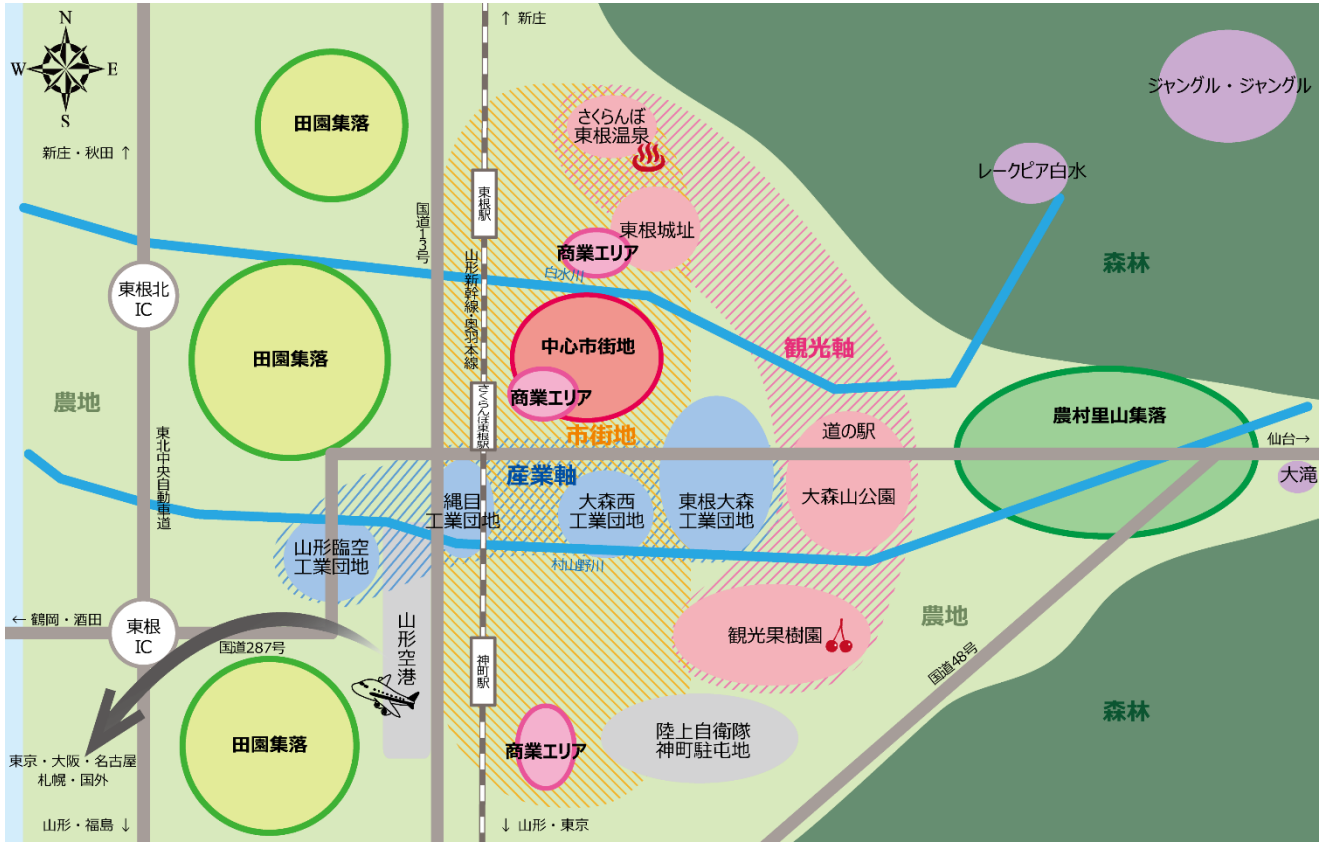 N
W
E
S
新庄・秋田 ↑
↑ 新庄
田園集落
さくらんぼ
東根温泉
ジャングル・ジャングル
レークピア白水
森林
東根駅
国道13号
山形新幹線・奥羽本線
東根城址
商業エリア
白水川
東根北
IC
田園集落
中心市街地
商業エリア
観光軸
農地
さくらんぼ東根駅
市街地
農村里山集落
道の駅
大森山公園
仙台→
大滝
東北中央自動車道
産業軸
縄目
工業団地
大森西
工業団地
東根大森
工業団地
山形臨空
工業団地
村山野川
← 鶴岡・酒田
東根
IC
国道287号
山形空港
神町駅
観光果樹園
農地
国道48号
森林
田園集落
商業エリア
陸上自衛隊
神町駐屯地
東京・大阪・名古屋
札幌・国外
山形・福島 ↓
↓ 山形・東京